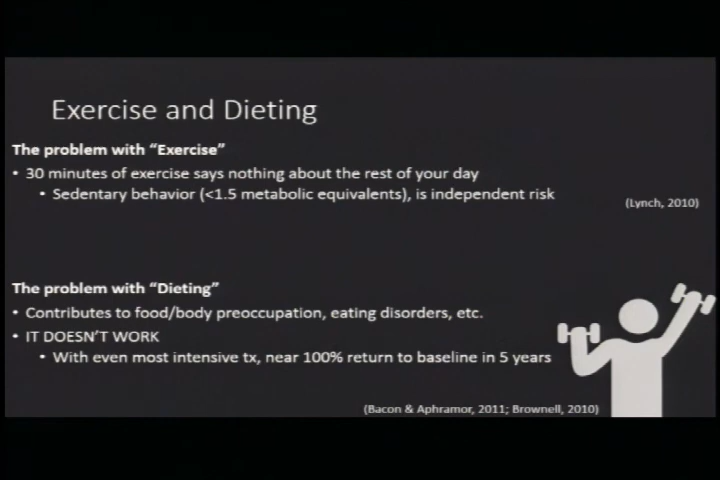 Exercise and Dieting
The problem with “Exercise”
• 30 minutes of exercise says nothing about the rest of your day
• Sedentary behavior (<1.5 metabolic equivalents), is independent risk
(Lynch, 2010)
The problem with “Dieting”
• Contributes to food/body preoccupation, eating disorders, etc.
• IT DOESN’T WORK
• With even most intensive tx, near 100% return to baseline in 5 years
(Bacon & Aphramor, 2011; Brownell, 2010)